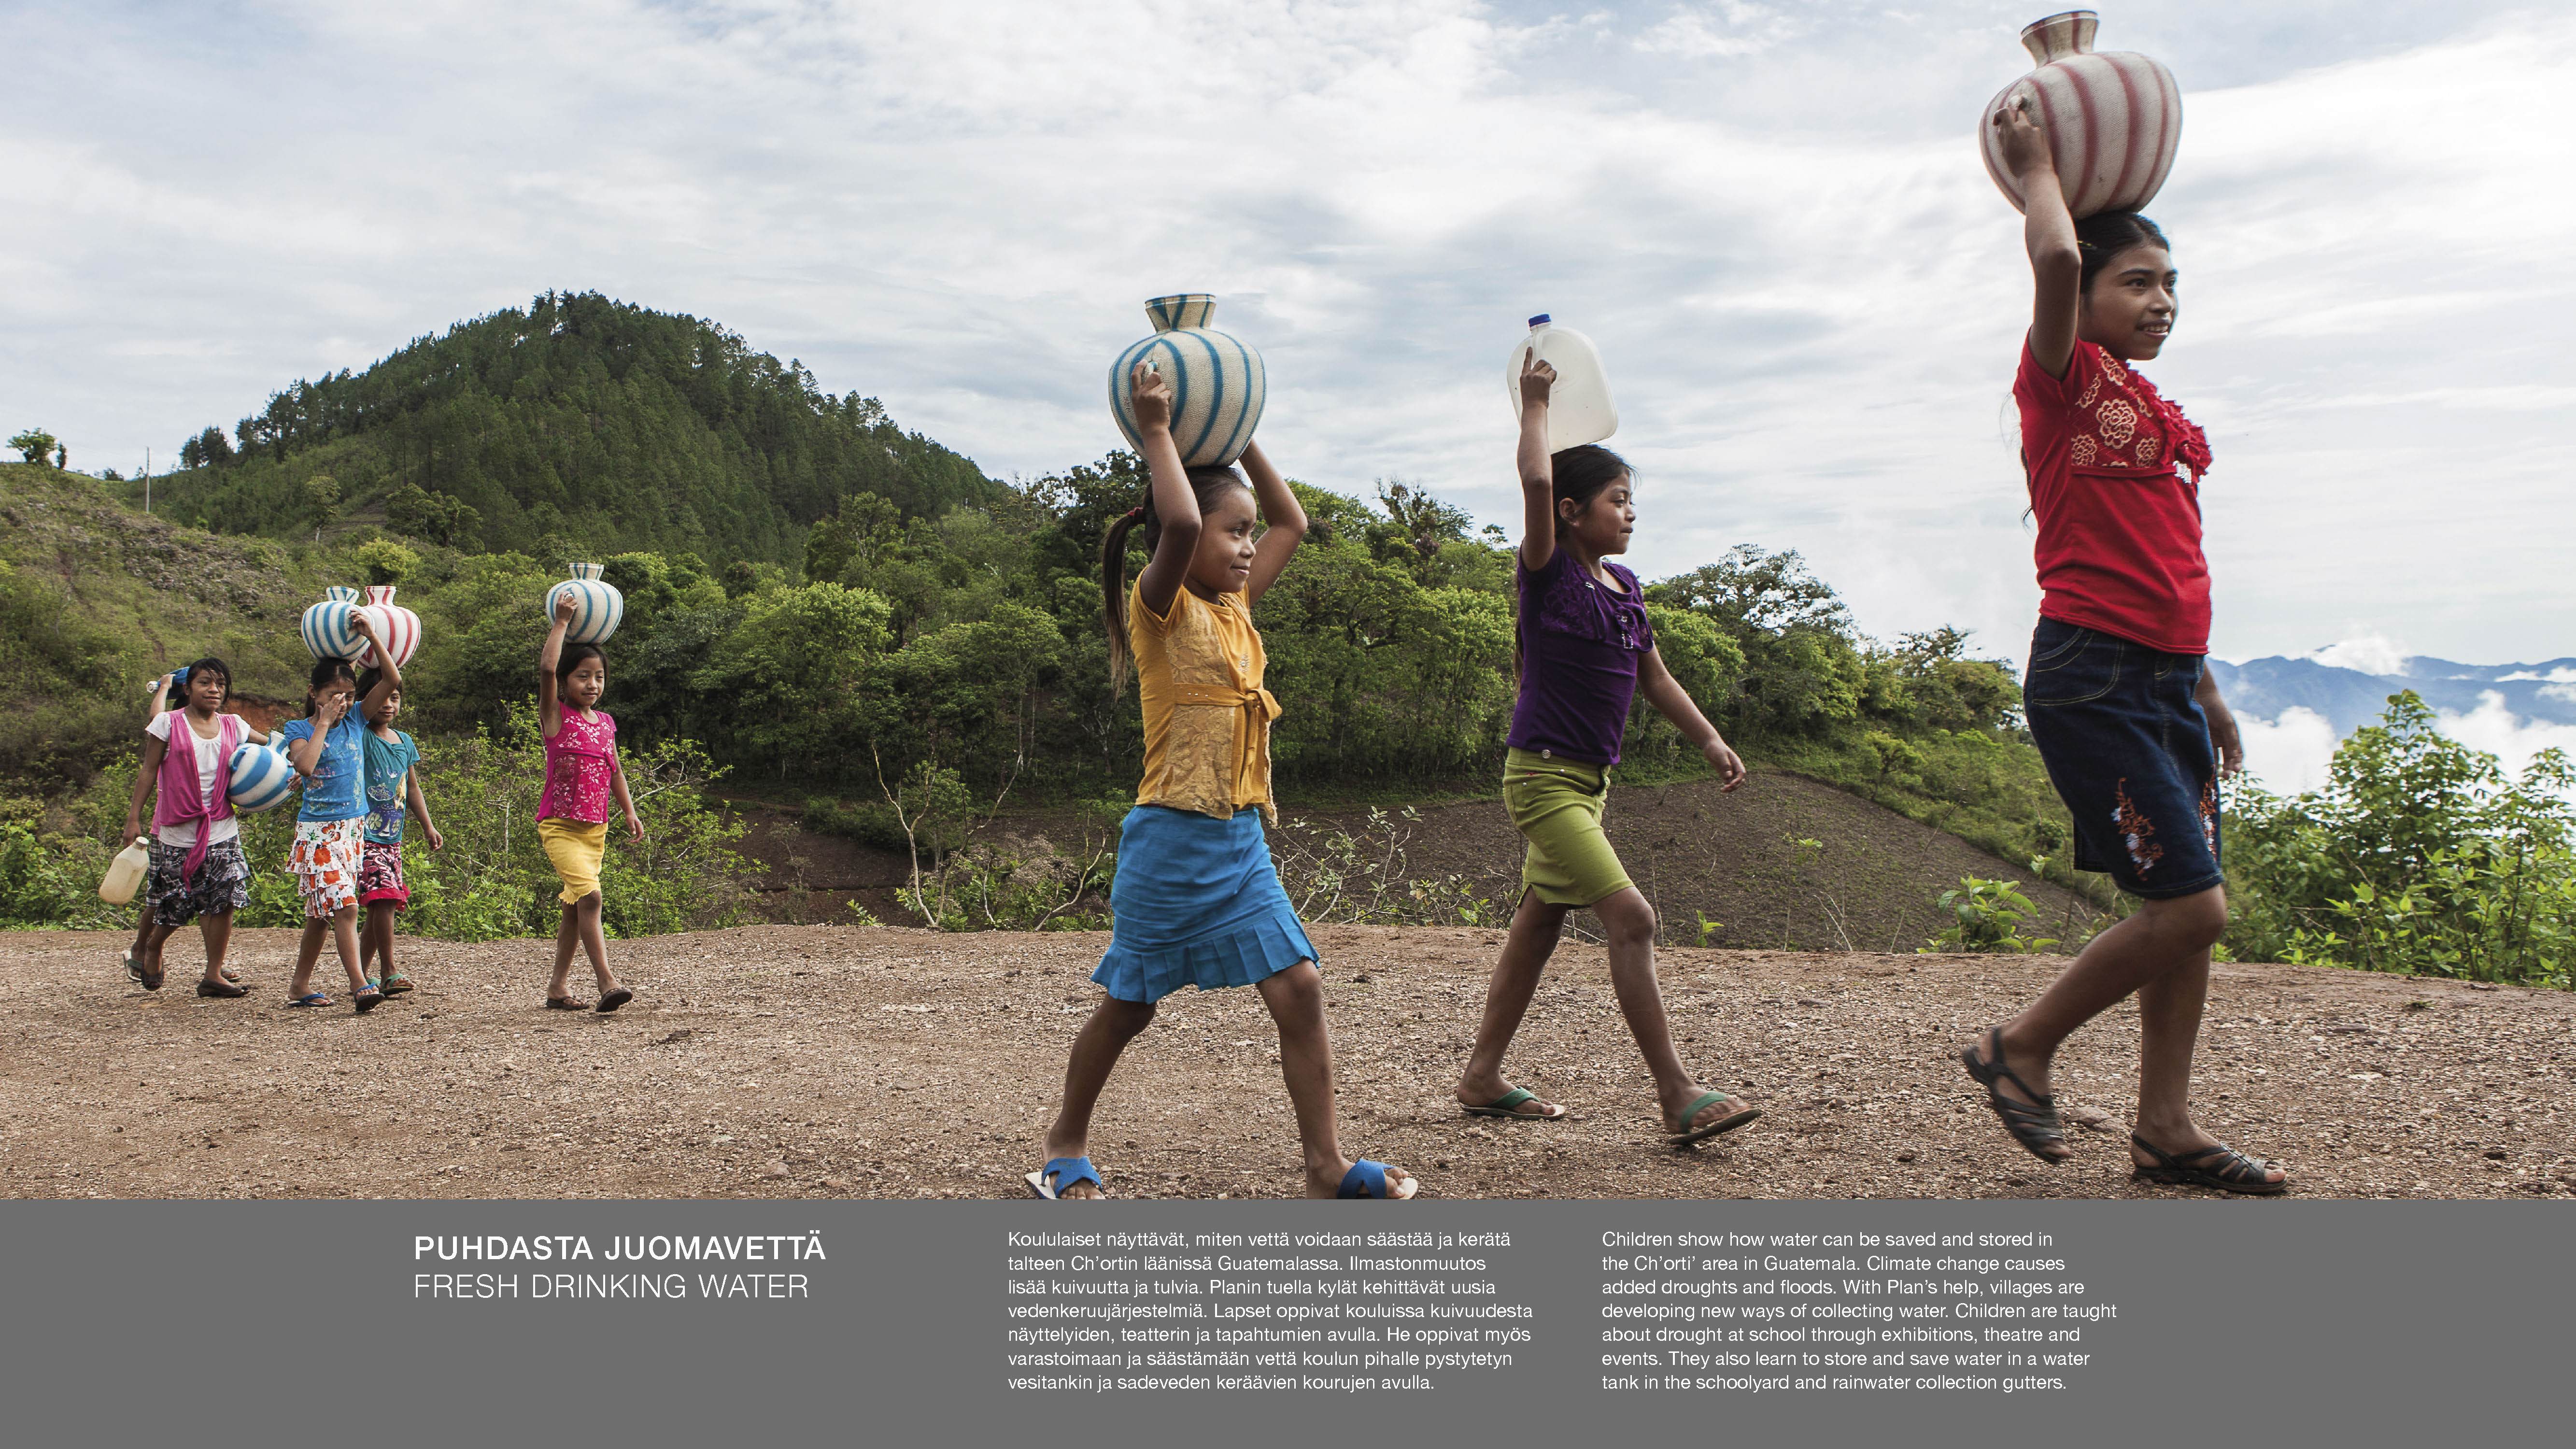 PUHDASTA JUOMAVETTÄ
FRESH DRINKING WATER
Koululaiset näyttävät, miten vettä voidaan säästää ja kerätä
talteen Ch’ortin läänissä Guatemalassa. Ilmastonmuutos
lisää kuivuutta ja tulvia. Planin tuella kylät kehittävät uusia
vedenkeruujärjestelmiä. Lapset oppivat kouluissa kuivuudesta
näyttelyiden, teatterin ja tapahtumien avulla. He oppivat myös
varastoimaan ja säästämään vettä koulun pihalle pystytetyn
vesitankin ja sadeveden keräävien kourujen avulla.
Children show how water can be saved and stored in
the Ch’orti’ area in Guatemala. Climate change causes
added droughts and floods. With Plan’s help, villages are
developing new ways of collecting water. Children are taught
about drought at school through exhibitions, theatre and
events. They also learn to store and save water in a water
tank in the schoolyard and rainwater collection gutters.